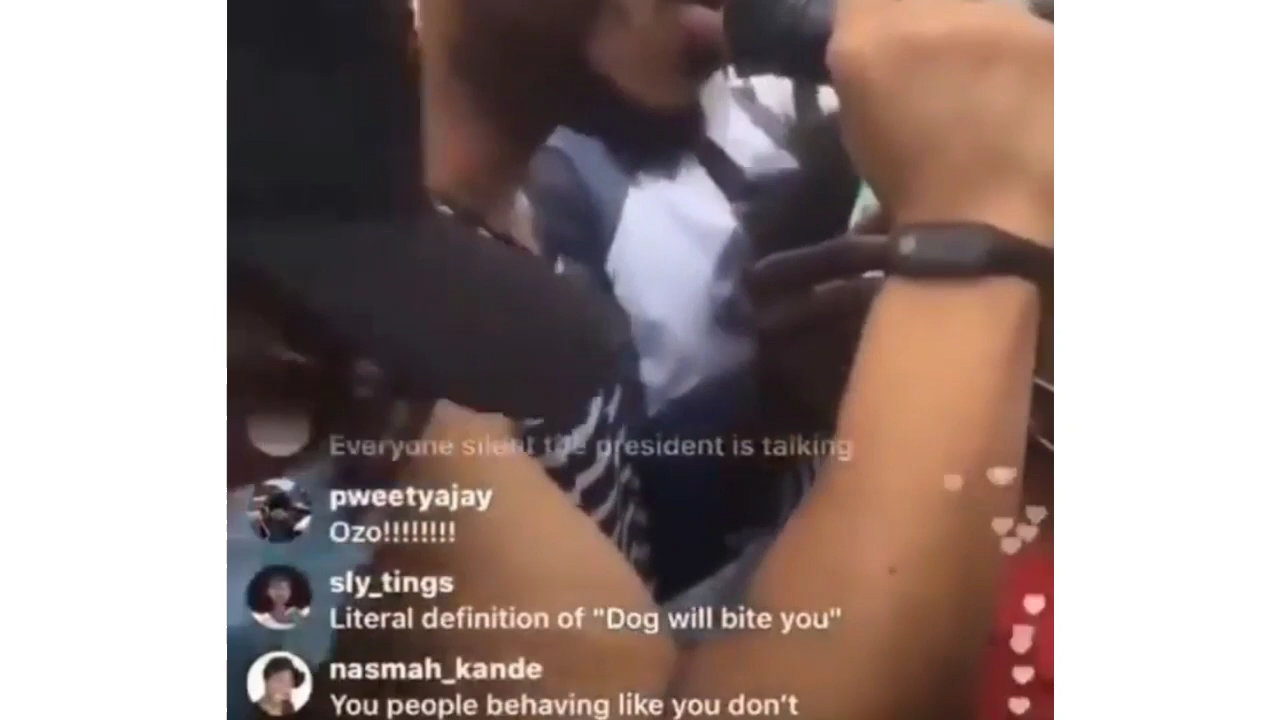 Everyone silent the president is talking
pweetyajay
Ozo!!!!!!!!
sly_tings
Literal definition of "Dog will bite you"
nasmah_kande
You people behaving like you don't